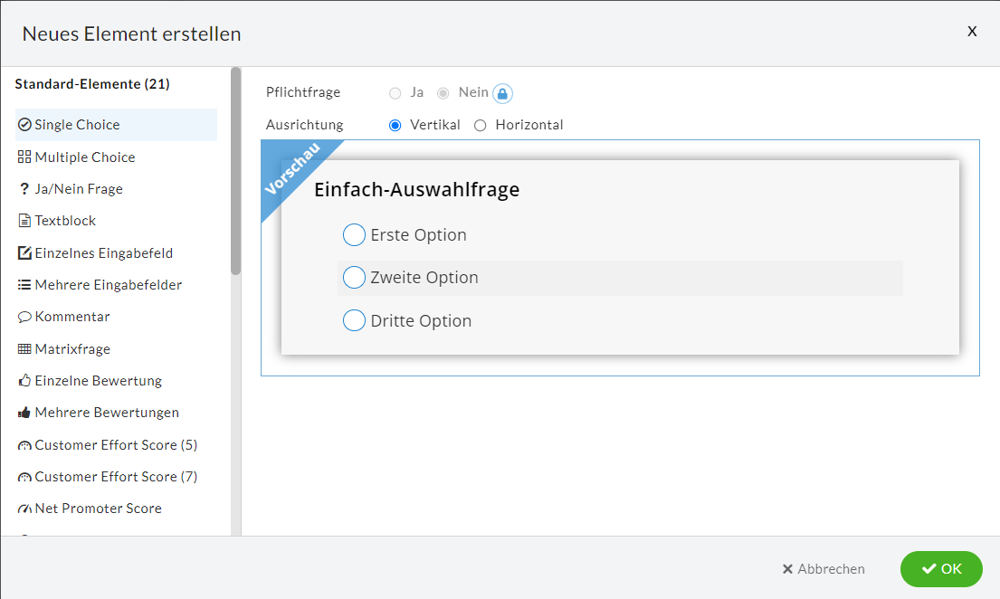 Neues Element erstellen
X
Standard-Elemente (21)
Single Choice
Multiple Choice
Ja/Nein Frage
Textblock
Einzelnes Eingabefeld
Mehrere Eingabefelder
Kommentar
Matrixfrage
Einzelne Bewertung
Mehrere Bewertungen
Customer Effort Score (5)
Customer Effort Score (7)
Net Promoter Score
Pflichtfrage Ja Nein
Ausrichtung Vertikal Horizontal
Vorschau
Einfach-Auswahlfrage
Erste Option
Zweite Option
Dritte Option
Abbrechen OK